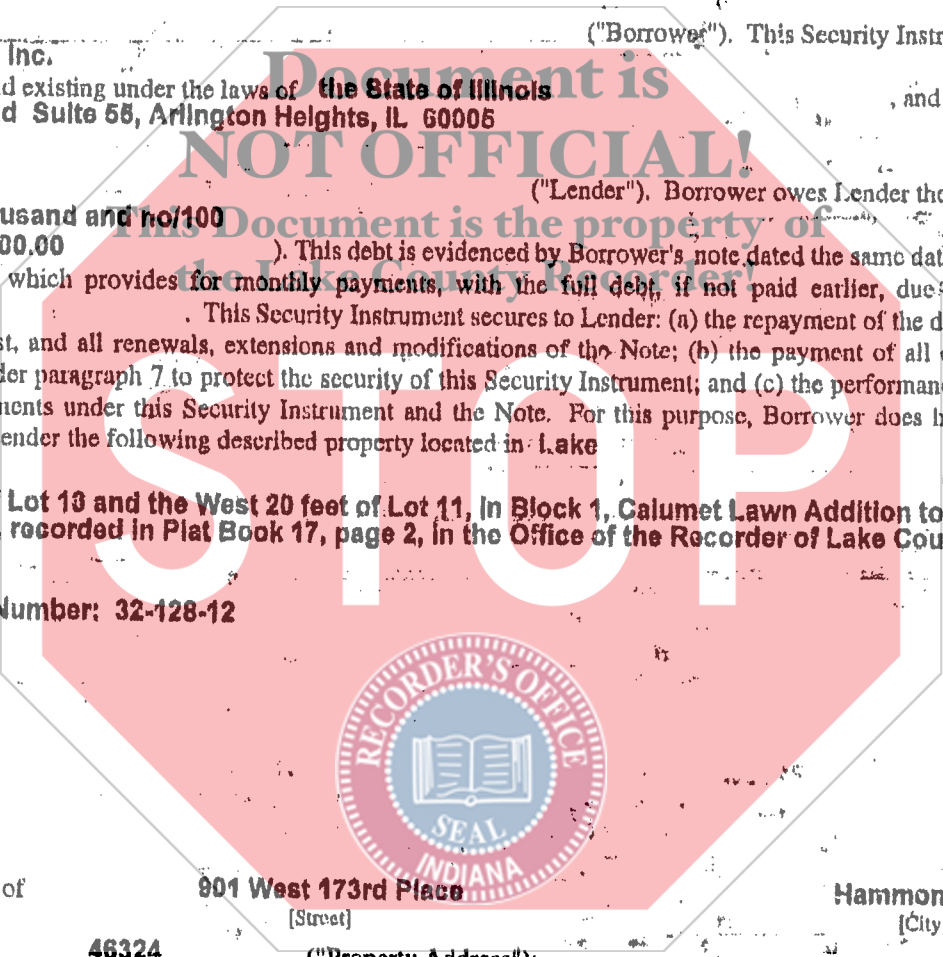 ("Borrower"). This Security Instr
Inc.
d existing under the laws of the State of Illinois , and
d Suite 55, Arlington Heights, IL 60005
("Lender"). Borrower owes Lender the
usand and no/100
00.00 ). This debt is evidenced by Borrower's note dated the same dat
which provides for monthly payments, with the full debt, if not paid earlier, due
. This Security Instrument secures to Lender: (a) the repayment of the d
st, and all renewals, extensions and modifications of the Note; (b) the payment of all
der paragraph 7 to protect the security of this Security Instrument; and (c) the performan
nents under this Security Instrument and the Note. For this purpose, Borrower does h
ender the following described property located in Lake
Lot 13 and the West 20 feet of Lot 11, in Block 1, Calumet Lawn Addition to
recorded in Plat Book 17, page 2, in the Office of the Recorder of Lake Cou
Number: 32-128-12
of 901 West 173rd Place Hammon
[Street] [City
46324 ("Property Address");
Document is
NOT OFFICIAL!
This Document is the property of
the Lake County Recorder!
STOP
RECORDER'S OFFICE
SEAL
INDIANA